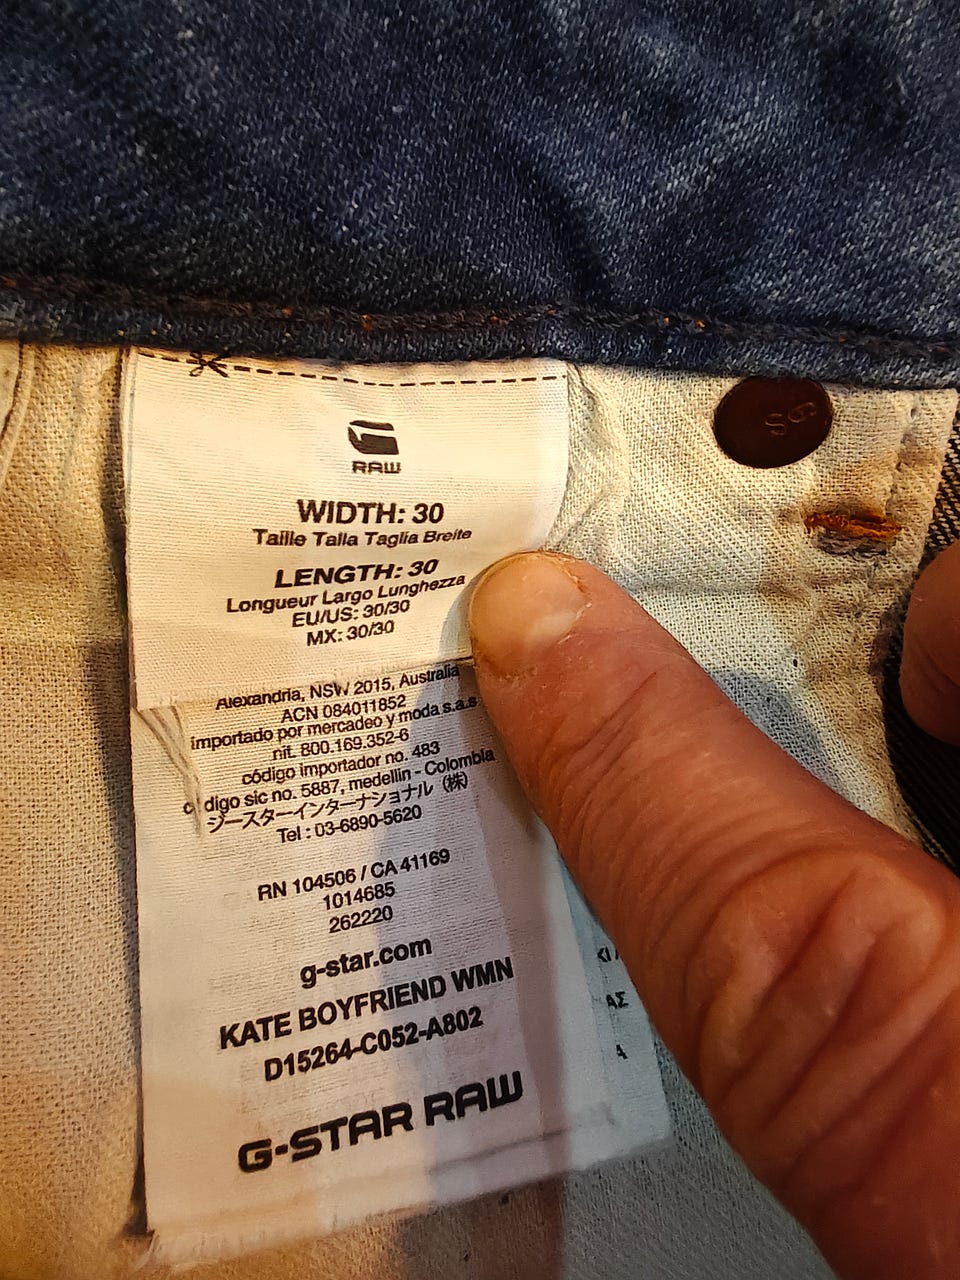 RAW
WIDTH: 30
Taille Talla Taglia Breite
LENGTH: 30
Longueur Largo Lunghezza
EU/US: 30/30
MX: 30/30
Alexandria, NSW 2015, Australia
ACN 084011852
importado por mercadeo y moda s.a.s
nit. 800.169.352-6
código importador no. 483
digo sic no. 5887, medellin - Colombia
ジースターインターナショナル（株）
Tel : 03-6890-5620
RN 104506 / CA 41169
1014685
262220
g-star.com
KATE BOYFRIEND WMN
D15264-C052-A802
G-STAR RAW
ΑΣ